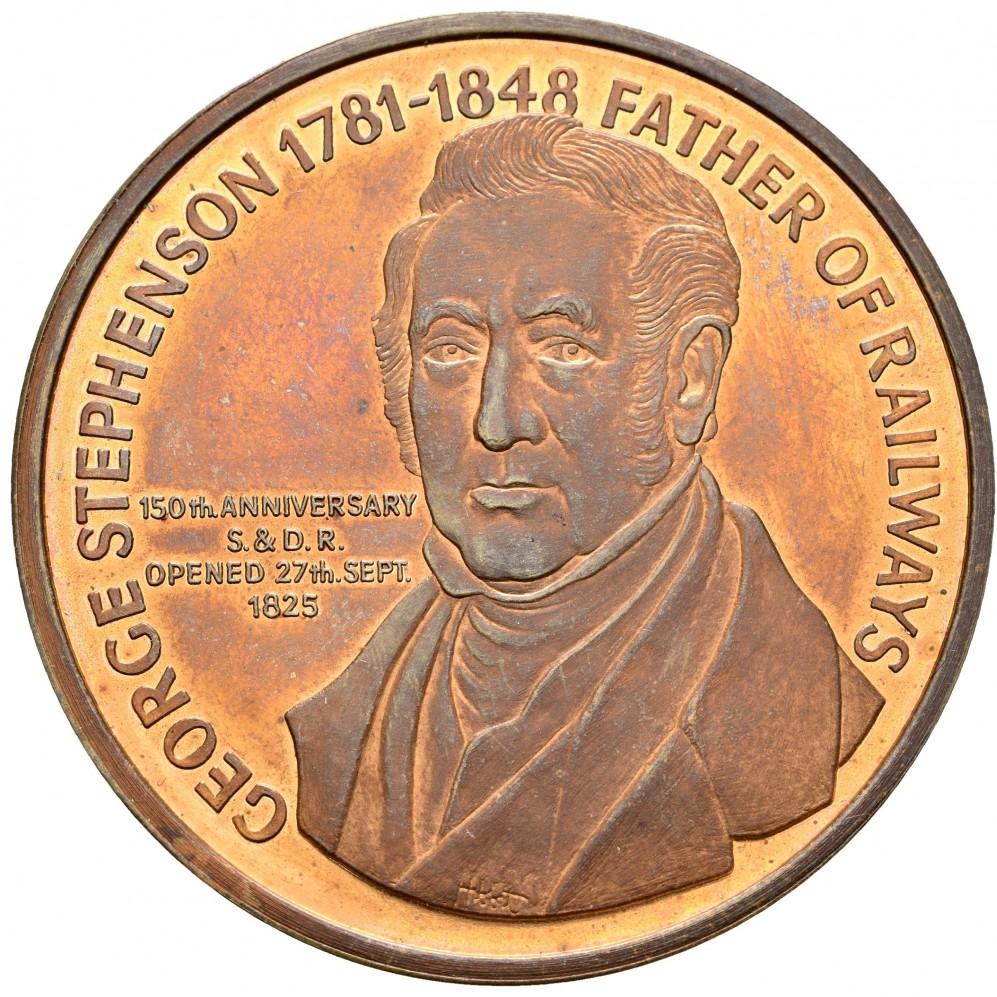 GEORGE STEPHENSON 1781-1848 FATHER OF RAILWAYS
150th. ANNIVERSARY
S. & D. R.
OPENED 27th. SEPT.
1825